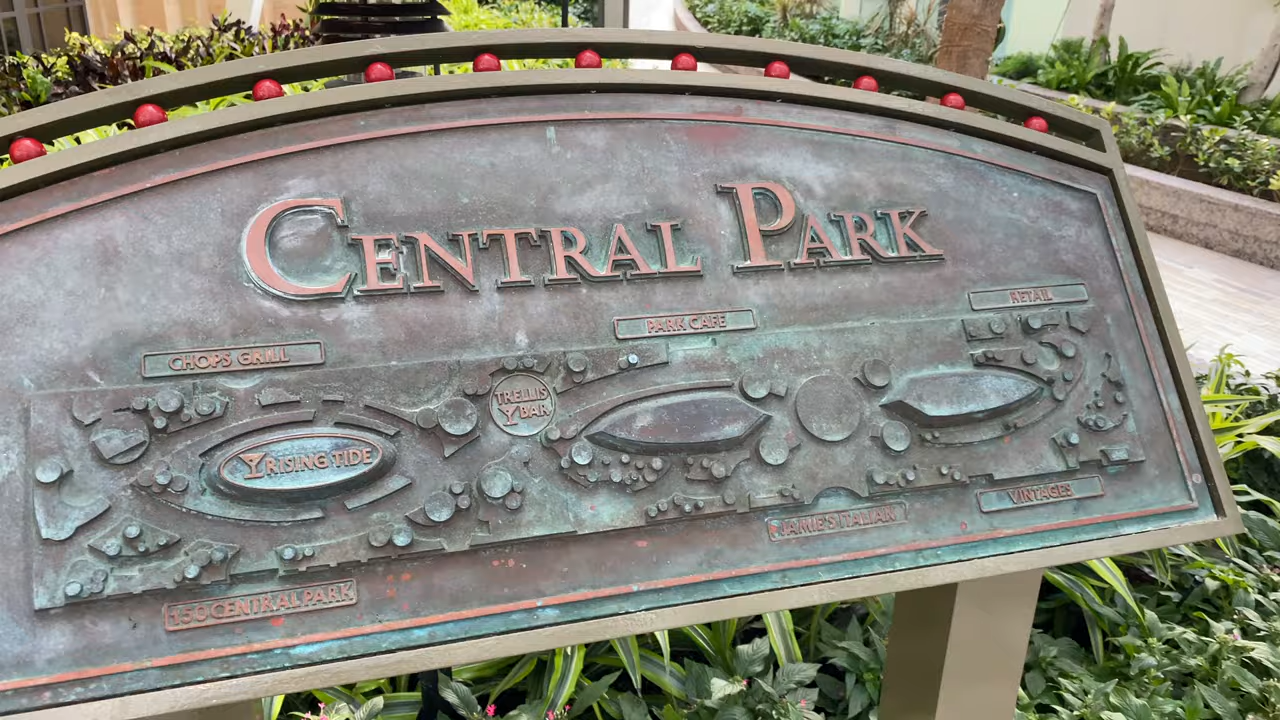 CENTRAL PARK
RETAIL
PARK CAFE
CHOPS GRILL
TRELLIS
BAR
RISING TIDE
VINTAGES
JAMIE'S ITALIAN
150 CENTRAL PARK